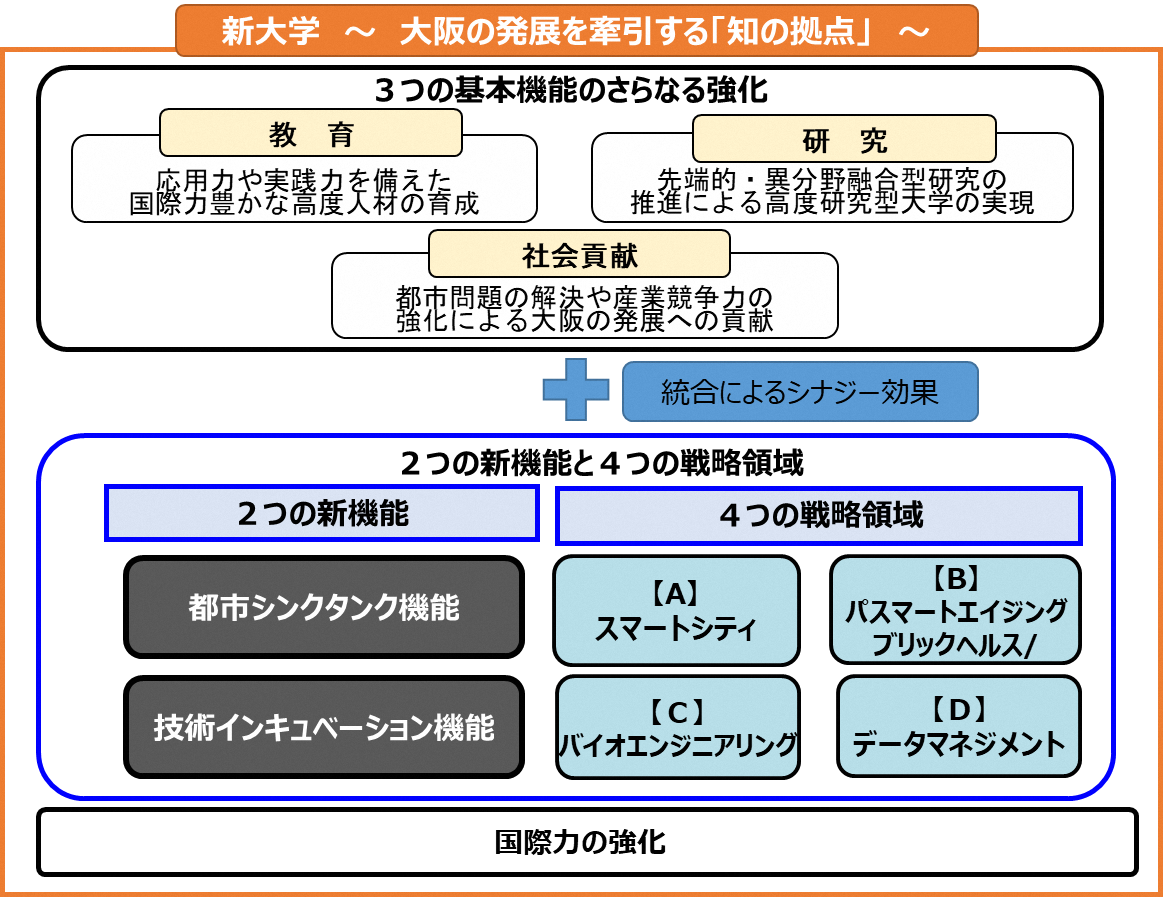 新大学　～　大阪の発展を牽引する「知の拠点」　～
３つの基本機能のさらなる強化
教　育
応用力や実践力を備えた
国際力豊かな高度人材の育成
研　究
先端的・異分野融合型研究の
推進による高度研究型大学の実現
社会貢献
都市問題の解決や産業競争力の
強化による大阪の発展への貢献
統合によるシナジー効果
２つの新機能と４つの戦略領域
２つの新機能
都市シンクタンク機能
技術インキュベーション機能
４つの戦略領域
【A】
スマートシティ
【B】
パスマートエイジング
ブリックヘルス/
【C】
バイオエンジニアリング
【D】
データマネジメント
国際力の強化